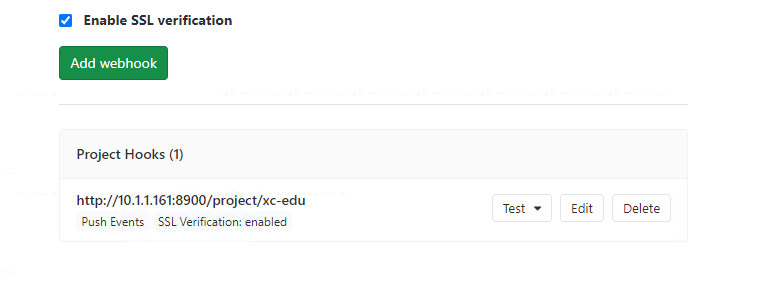 Enable SSL verification
Add webhook
Project Hooks (1)
http://10.1.1.161:8900/project/xc-edu
Test Edit Delete
Push Events SSL Verification: enabled